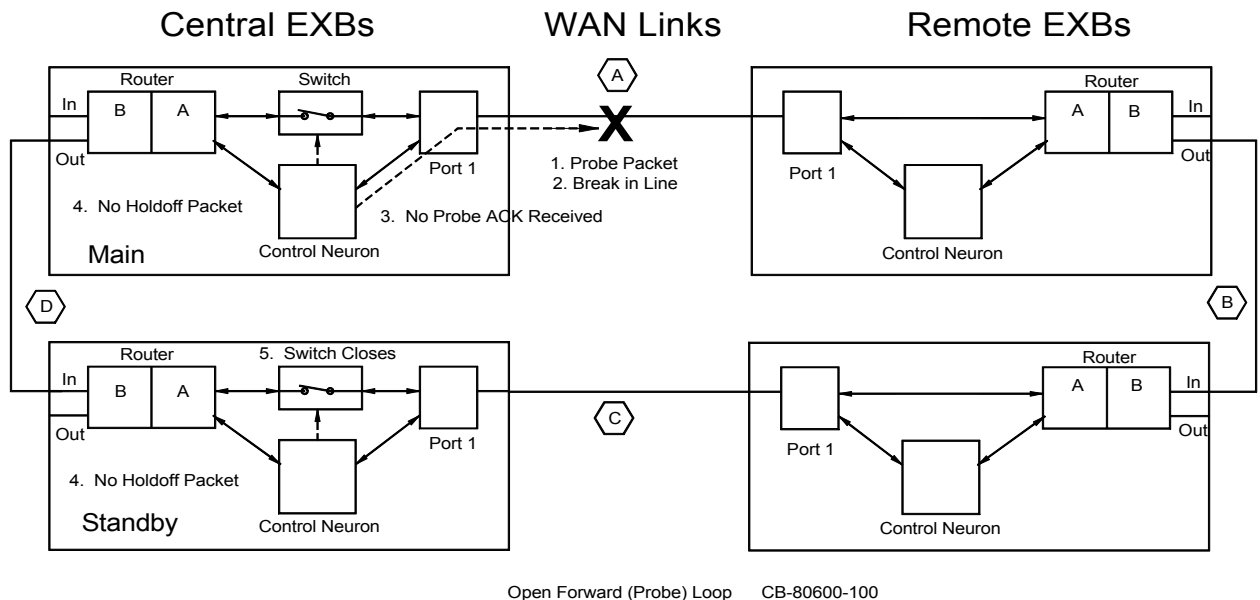 Central EXBs
WAN Links
Remote EXBs
Router
Switch
A
Router
In
B
A
A
B
In
Out
Port 1
1. Probe Packet
2. Break in Line
Port 1
Out
4. No Holdoff Packet
3. No Probe ACK Received
Main
Control Neuron
Control Neuron
D
B
Router
5. Switch Closes
Router
In
B
A
A
B
In
Out
Port 1
C
Port 1
Out
4. No Holdoff Packet
Standby
Control Neuron
Control Neuron
Open Forward (Probe) Loop CB-80600-100